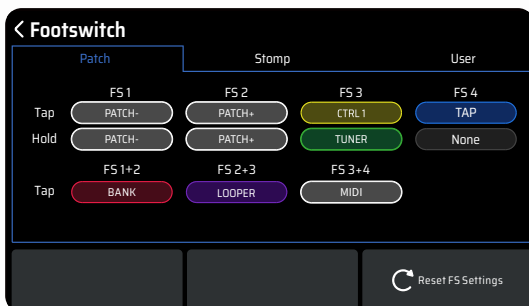 Footswitch
Patch Stomp User
FS 1 FS 2 FS 3 FS 4
Tap PATCH- PATCH+ CTRL 1 TAP
Hold PATCH- PATCH+ TUNER None
FS 1+2 FS 2+3 FS 3+4
Tap BANK LOOPER MIDI
Reset FS Settings